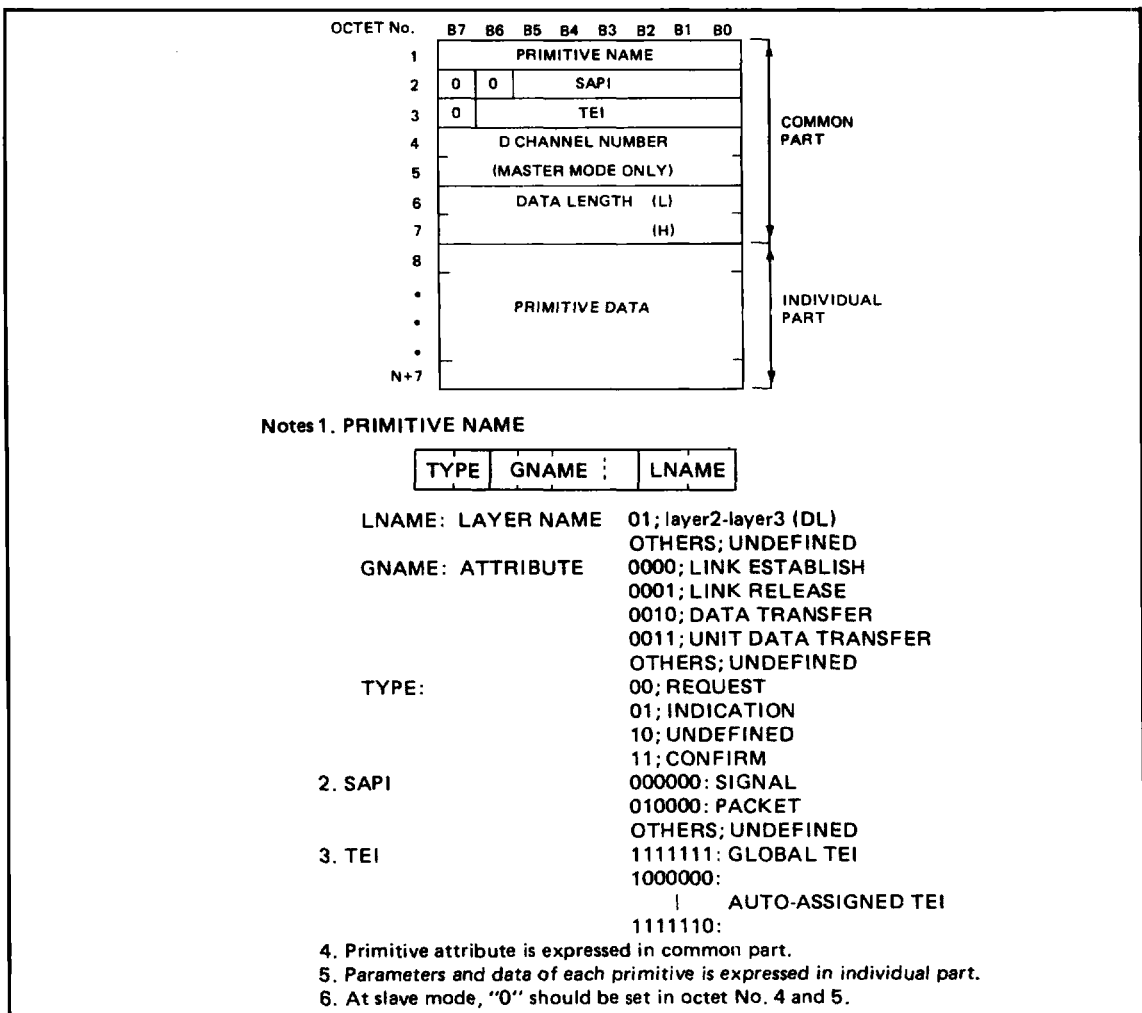 OCTET No. B7 B6 B5 B4 B3 B2 B1 B0
1 PRIMITIVE NAME
2 0 0 SAPI
3 0 TEI
COMMON
PART
4 D CHANNEL NUMBER
5 (MASTER MODE ONLY)
6 DATA LENGTH (L)
7 (H)
8
PRIMITIVE DATA
INDIVIDUAL
PART
N+7
Notes 1. PRIMITIVE NAME
TYPE GNAME LNAME
LNAME: LAYER NAME 01; layer2-layer3 (DL)
OTHERS; UNDEFINED
GNAME: ATTRIBUTE 0000; LINK ESTABLISH
0001; LINK RELEASE
0010; DATA TRANSFER
0011; UNIT DATA TRANSFER
OTHERS; UNDEFINED
TYPE: 00; REQUEST
01; INDICATION
10; UNDEFINED
11; CONFIRM
2. SAPI 000000: SIGNAL
010000: PACKET
OTHERS; UNDEFINED
3. TEI 1111111: GLOBAL TEI
1000000:
| AUTO-ASSIGNED TEI
1111110:
4. Primitive attribute is expressed in common part.
5. Parameters and data of each primitive is expressed in individual part.
6. At slave mode, "0" should be set in octet No. 4 and 5.